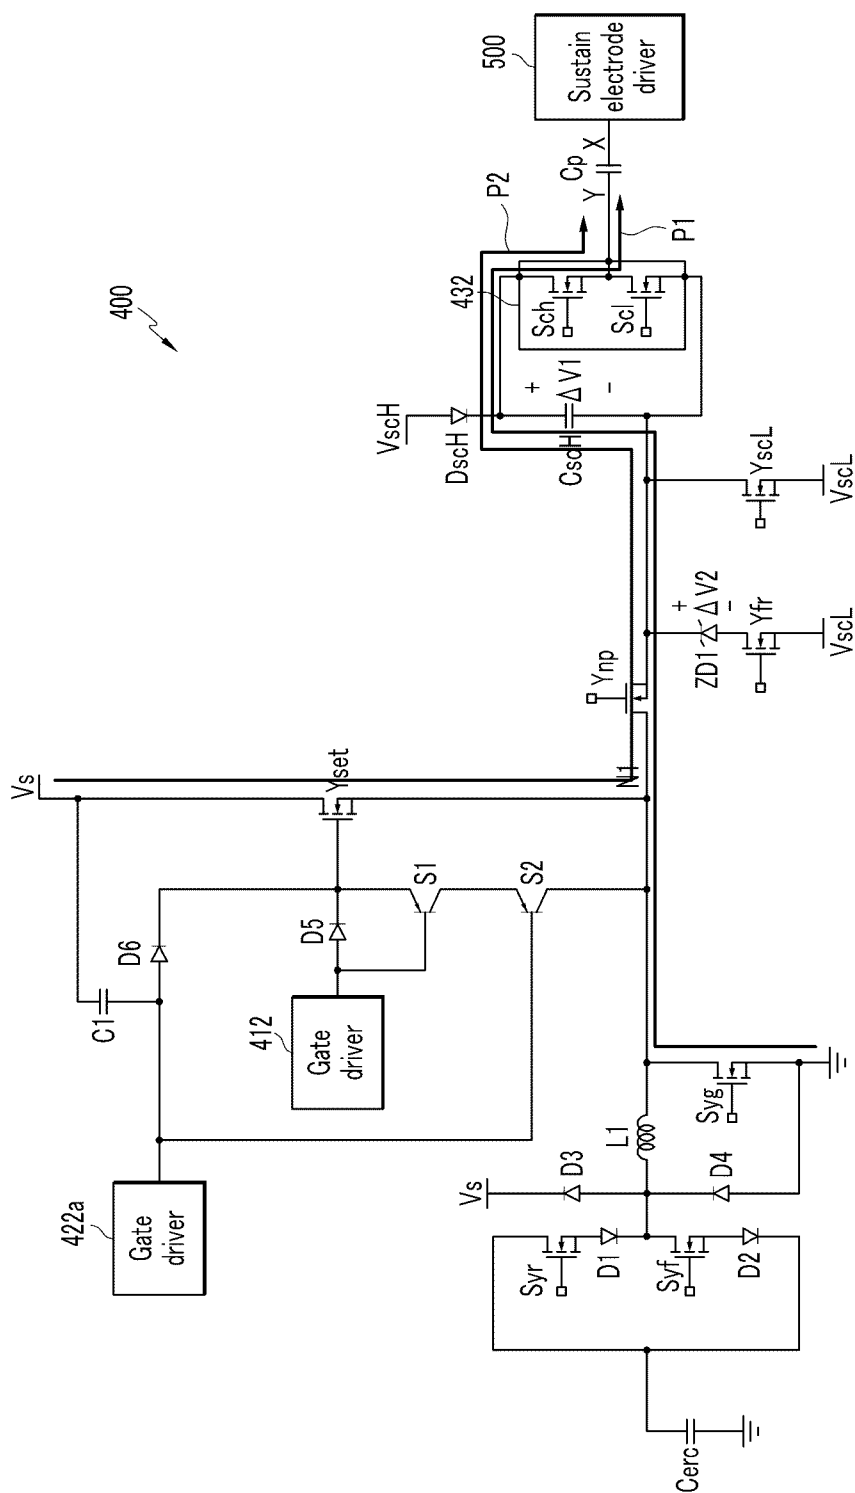 400
Vs
C1
D6
422a
Gate
driver
412
Gate
driver
D5
S1
S2
Yset
N1
Ynp
VscH
DscH
CscH
+
ΔV1
−
432
Sch
Scl
P2
P1
Y
Cp
X
500
Sustain
electrode
driver
ZD1
+
ΔV2
−
Yfr
VscL
YscL
VscL
L1
Syg
Vs
D3
D4
Syr
D1
Syf
D2
Cerc